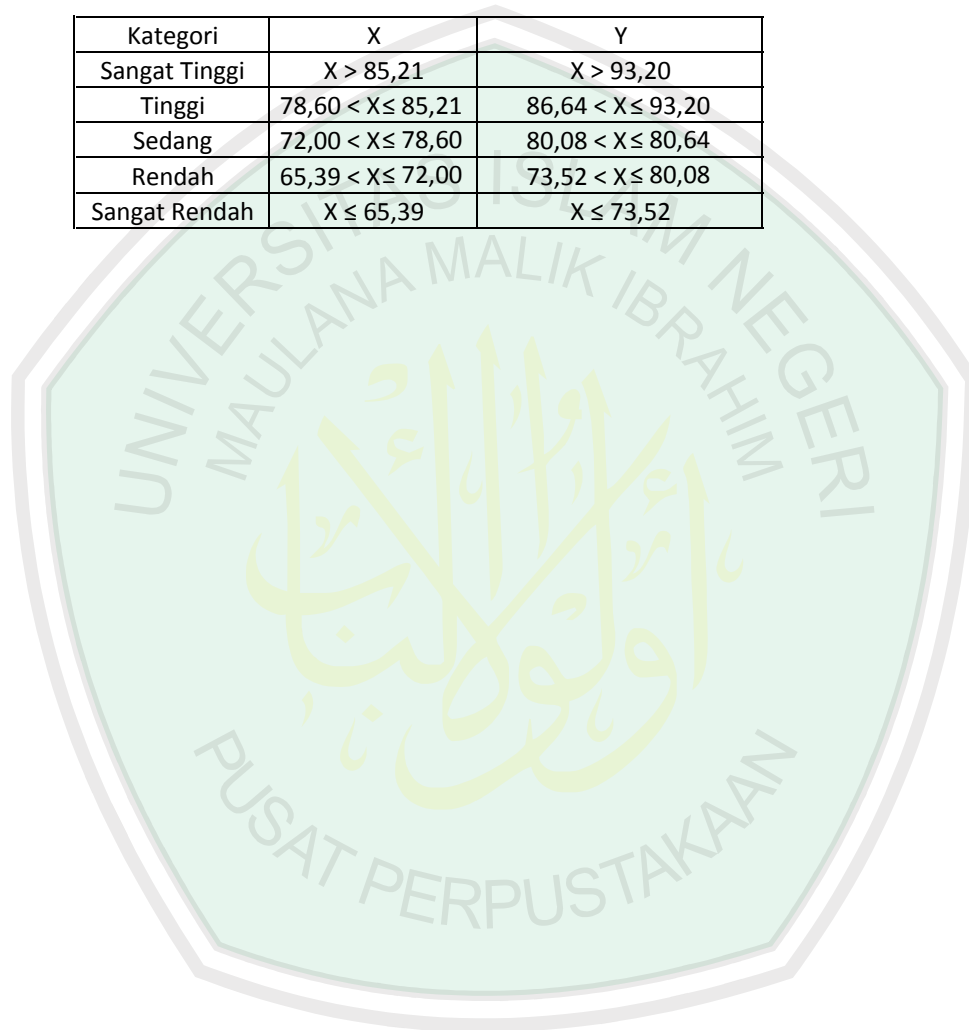 Kategori X Y
Sangat Tinggi X > 85,21 X > 93,20
Tinggi 78,60 < X ≤ 85,21 86,64 < X ≤ 93,20
Sedang 72,00 < X ≤ 78,60 80,08 < X ≤ 80,64
Rendah 65,39 < X ≤ 72,00 73,52 < X ≤ 80,08
Sangat Rendah X ≤ 65,39 X ≤ 73,52
UNIVERSITAS ISLAM NEGERI
MAULANA MALIK IBRAHIM
PUSAT PERPUSTAKAAN